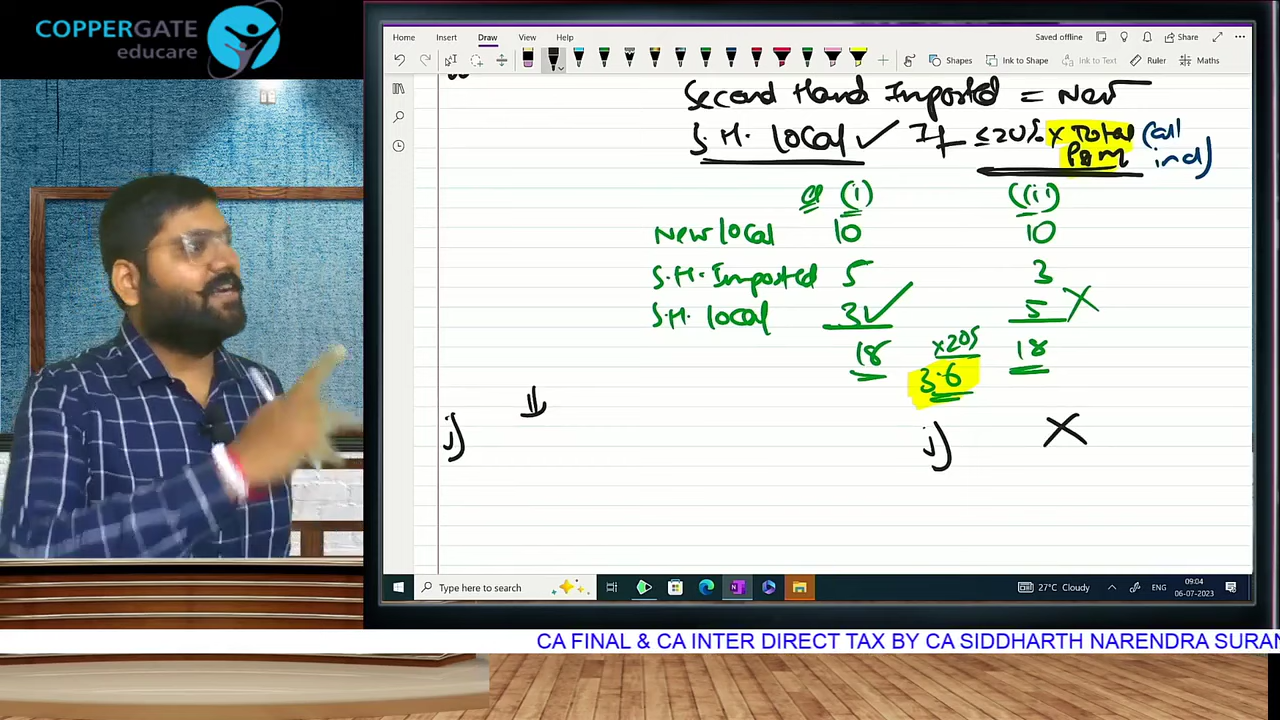 COPPERGATE
educare
Home Insert Draw View Help
Saved offline
Share
Shapes
Ink to Shape
Ink to Text
Ruler
Maths
Second Hand Imported = New
S.H. local ✓ If ≤20% x Total (all
P&M incl)
(i) (ii)
New local 10 10
S.H. Imported 5 3
S.H. local 3✓ 5 X
18 x20% 18
3.6
i) ⇓ i) X
Type here to search
27°C Cloudy
ENG
09:04
06-07-2023
CA FINAL & CA INTER DIRECT TAX BY CA SIDDHARTH NARENDRA SURAN